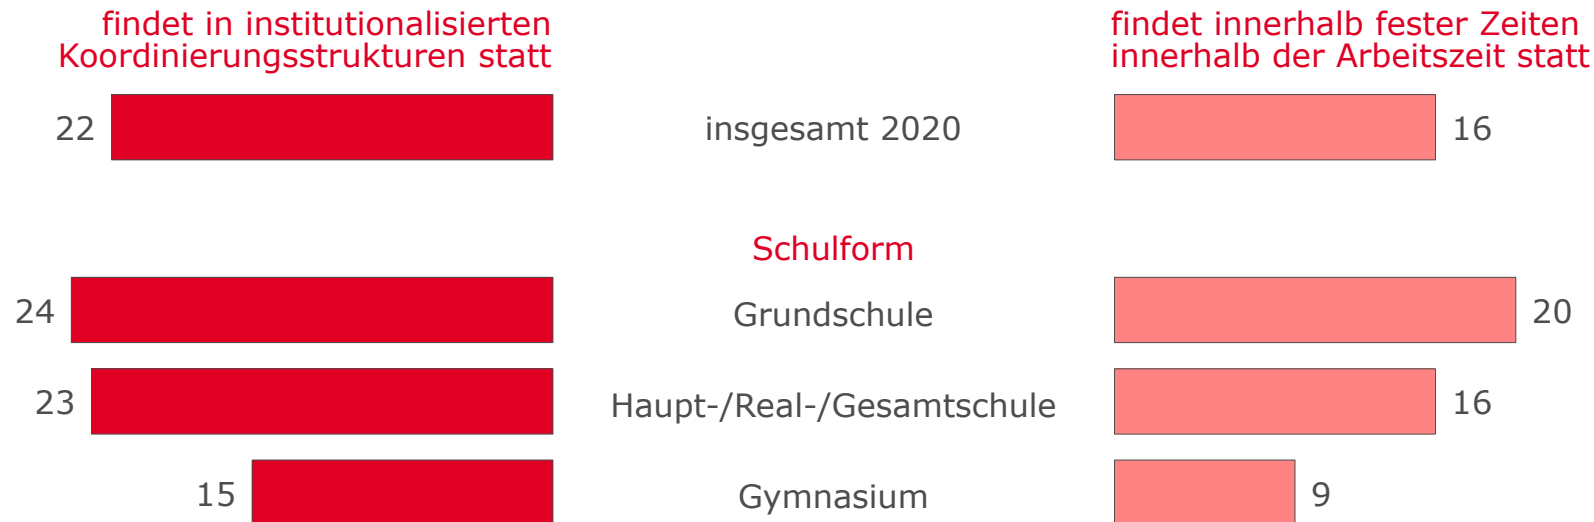 findet in institutionalisierten
Koordinierungsstrukturen statt
findet innerhalb fester Zeiten
innerhalb der Arbeitszeit statt
22 insgesamt 2020 16
Schulform
24 Grundschule 20
23 Haupt-/Real-/Gesamtschule 16
15 Gymnasium 9